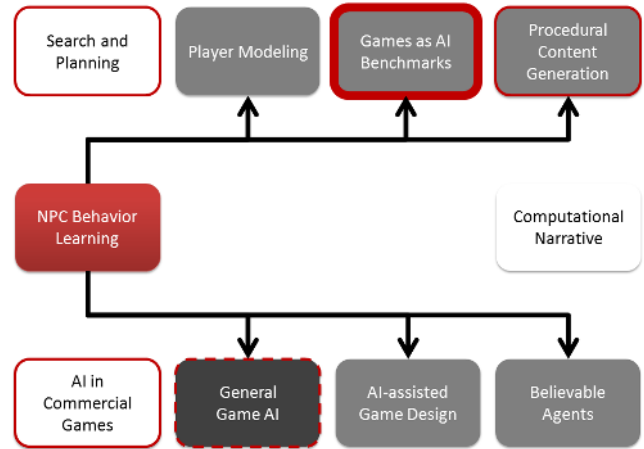 Search and
Planning
Player Modeling
Games as AI
Benchmarks
Procedural
Content
Generation
NPC Behavior
Learning
Computational
Narrative
AI in
Commercial
Games
General
Game AI
AI-assisted
Game Design
Believable
Agents